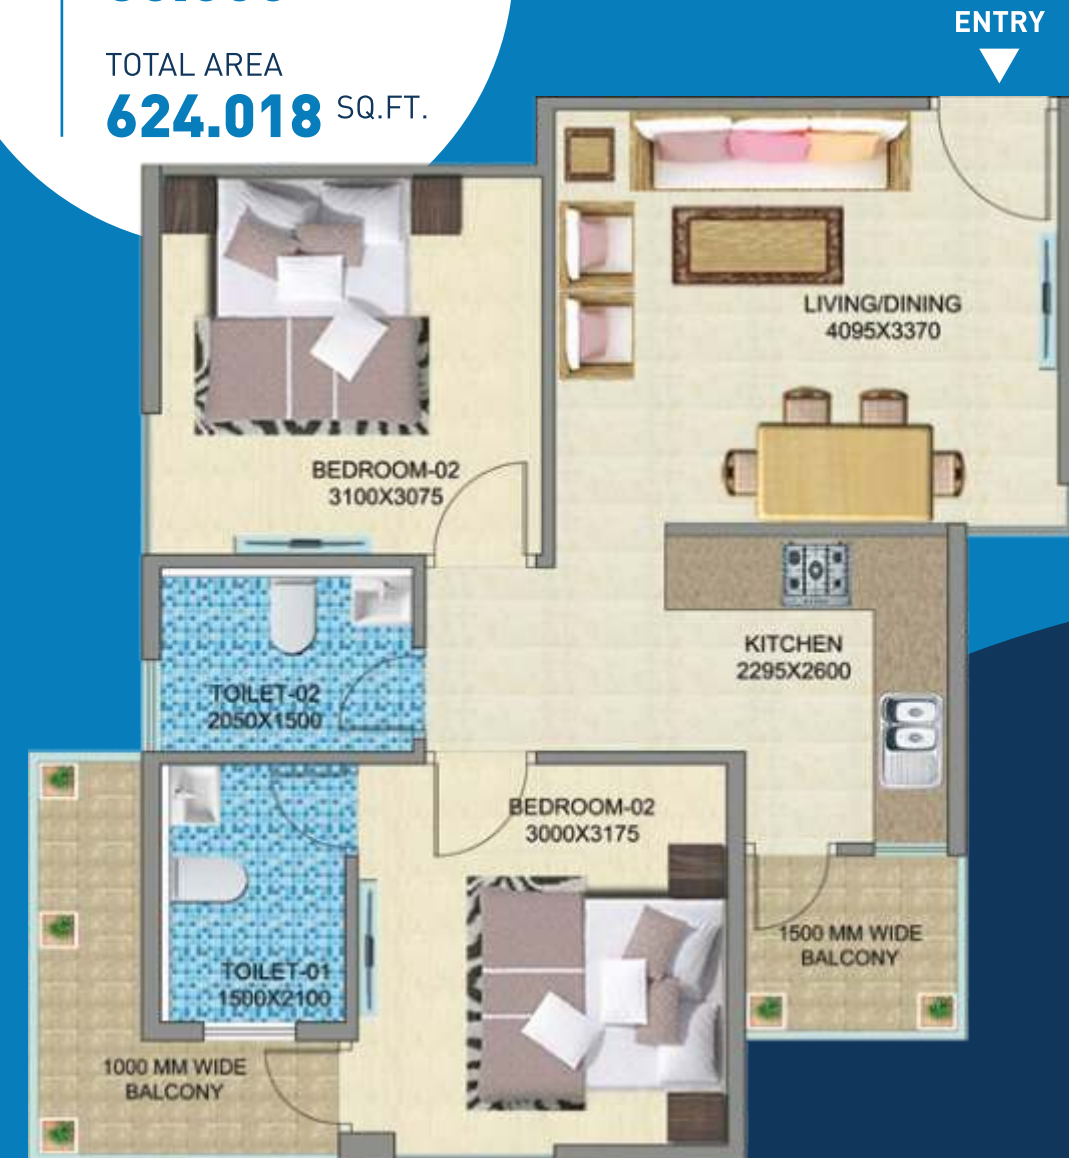 ENTRY
TOTAL AREA
624.018 SQ.FT.
LIVING/DINING
4095X3370
BEDROOM-02
3100X3075
KITCHEN
2295X2600
TOILET-02
2050X1500
BEDROOM-02
3000X3175
1500 MM WIDE
BALCONY
TOILET-01
1500X2100
1000 MM WIDE
BALCONY